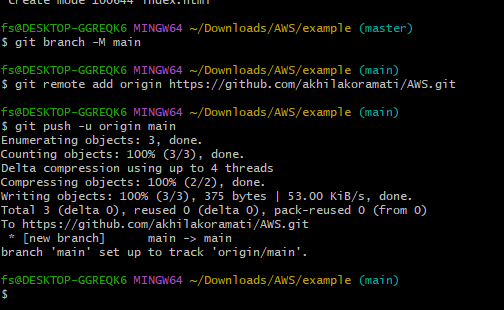 create mode 100644 index.html
fs@DESKTOP-GGREQK6 MINGW64 ~/Downloads/AWS/example (master)
$ git branch -M main
fs@DESKTOP-GGREQK6 MINGW64 ~/Downloads/AWS/example (main)
$ git remote add origin https://github.com/akhilakoramati/AWS.git
fs@DESKTOP-GGREQK6 MINGW64 ~/Downloads/AWS/example (main)
$ git push -u origin main
Enumerating objects: 3, done.
Counting objects: 100% (3/3), done.
Delta compression using up to 4 threads
Compressing objects: 100% (2/2), done.
Writing objects: 100% (3/3), 375 bytes | 53.00 KiB/s, done.
Total 3 (delta 0), reused 0 (delta 0), pack-reused 0 (from 0)
To https://github.com/akhilakoramati/AWS.git
 * [new branch]      main -> main
branch 'main' set up to track 'origin/main'.
fs@DESKTOP-GGREQK6 MINGW64 ~/Downloads/AWS/example (main)
$